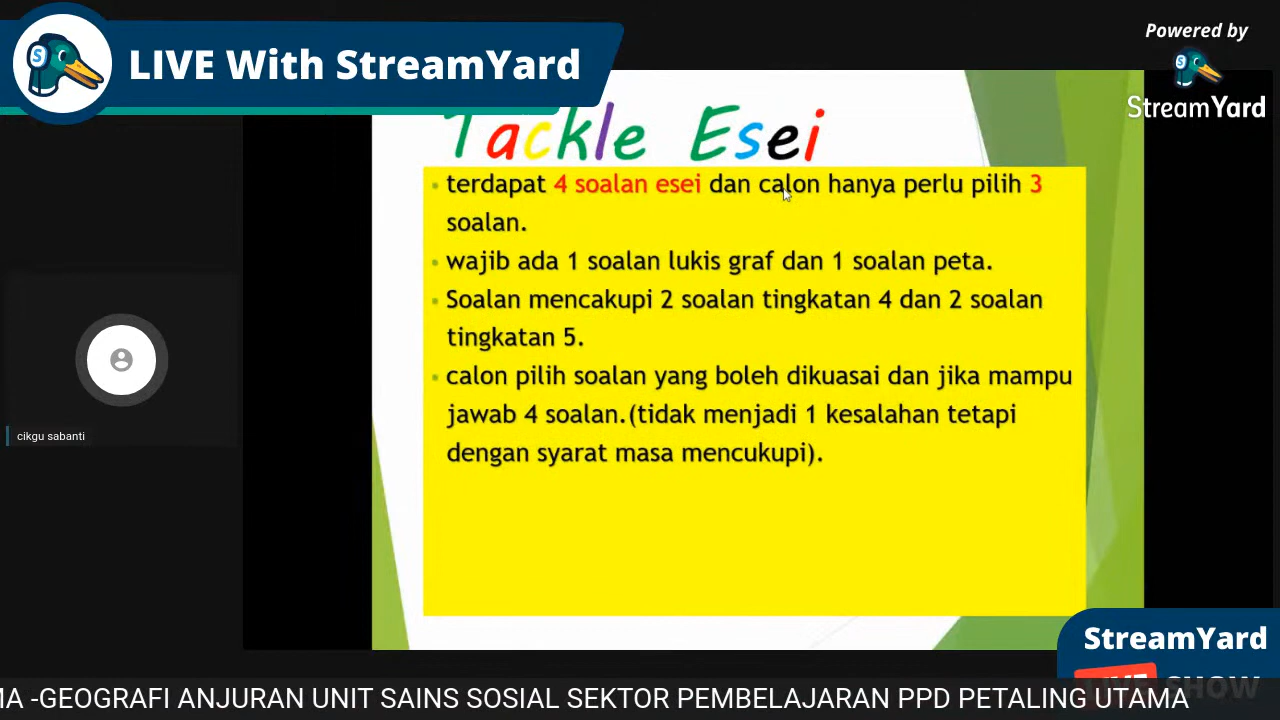 LIVE With StreamYard
Powered by
StreamYard
Tackle Esei
terdapat 4 soalan esei dan calon hanya perlu pilih 3
soalan.
wajib ada 1 soalan lukis graf dan 1 soalan peta.
Soalan mencakupi 2 soalan tingkatan 4 dan 2 soalan
tingkatan 5.
calon pilih soalan yang boleh dikuasai dan jika mampu
jawab 4 soalan.(tidak menjadi 1 kesalahan tetapi
dengan syarat masa mencukupi).
cikgu sabanti
StreamYard
LIVE SHOW
MA -GEOGRAFI ANJURAN UNIT SAINS SOSIAL SEKTOR PEMBELAJARAN PPD PETALING UTAMA